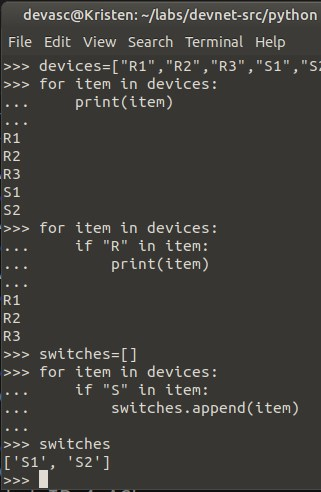 devasc@Kristen: ~/labs/devnet-src/python
File Edit View Search Terminal Help
>>> devices=["R1","R2","R3","S1","S2
>>> for item in devices:
...     print(item)
...
R1
R2
R3
S1
S2
>>> for item in devices:
...     if "R" in item:
...         print(item)
...
R1
R2
R3
>>> switches=[]
>>> for item in devices:
...     if "S" in item:
...         switches.append(item)
...
>>> switches
['S1', 'S2']
>>>